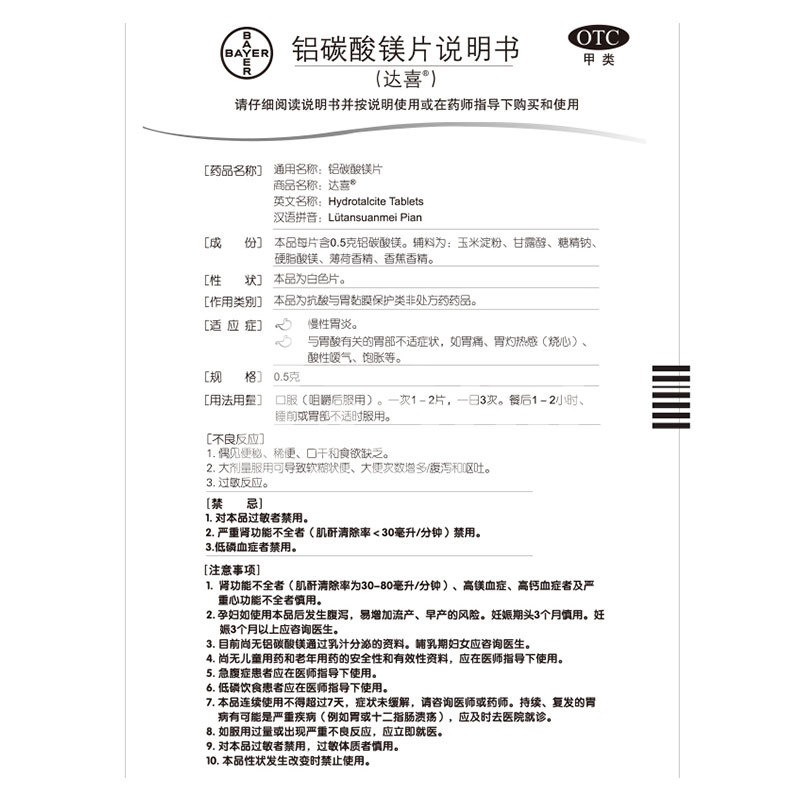 BAYER
BAYER
铝碳酸镁片说明书
(达喜®)
OTC
甲类
请仔细阅读说明书并按说明使用或在药师指导下购买和使用
[药品名称] 通用名称：铝碳酸镁片
商品名称：达喜®
英文名称：Hydrotalcite Tablets
汉语拼音：Lütansuanmei Pian
[成 份] 本品每片含0.5克铝碳酸镁。辅料为：玉米淀粉、甘露醇、糖精钠、
硬脂酸镁、薄荷香精、香蕉香精。
[性 状] 本品为白色片。
[作用类别] 本品为抗酸与胃黏膜保护类非处方药药品。
[适 应 症] 慢性胃炎。
与胃酸有关的胃部不适症状，如胃痛、胃灼热感（烧心）、
酸性嗳气、饱胀等。
[规 格] 0.5克
[用法用量] 口服（咀嚼后服用）。一次1－2片，一日3次。餐后1－2小时、
睡前或胃部不适时服用。
[不良反应]
1. 偶见便秘、稀便、口干和食欲缺乏。
2. 大剂量服用可导致软糊状便、大便次数增多/腹泻和呕吐。
3. 过敏反应。
[禁 忌]
1. 对本品过敏者禁用。
2. 严重肾功能不全者（肌酐清除率＜30毫升/分钟）禁用。
3.低磷血症者禁用。
[注意事项]
1. 肾功能不全者（肌酐清除率为30–80毫升/分钟）、高镁血症、高钙血症者及严
重心功能不全者慎用。
2. 孕妇如使用本品后发生腹泻，易增加流产、早产的风险。妊娠期头3个月慎用。妊
娠3个月以上应咨询医生。
3. 目前尚无铝碳酸镁通过乳汁分泌的资料。哺乳期妇女应咨询医生。
4. 尚无儿童用药和老年用药的安全性和有效性资料，应在医师指导下使用。
5. 急腹症患者应在医师指导下使用。
6. 低磷饮食患者应在医师指导下使用。
7. 本品连续使用不得超过7天，症状未缓解，请咨询医师或药师。持续、复发的胃
病有可能是严重疾病（例如胃或十二指肠溃疡），应及时去医院就诊。
8. 如服用过量或出现严重不良反应，应立即就医。
9. 对本品过敏者禁用，过敏体质者慎用。
10. 本品性状发生改变时禁止使用。